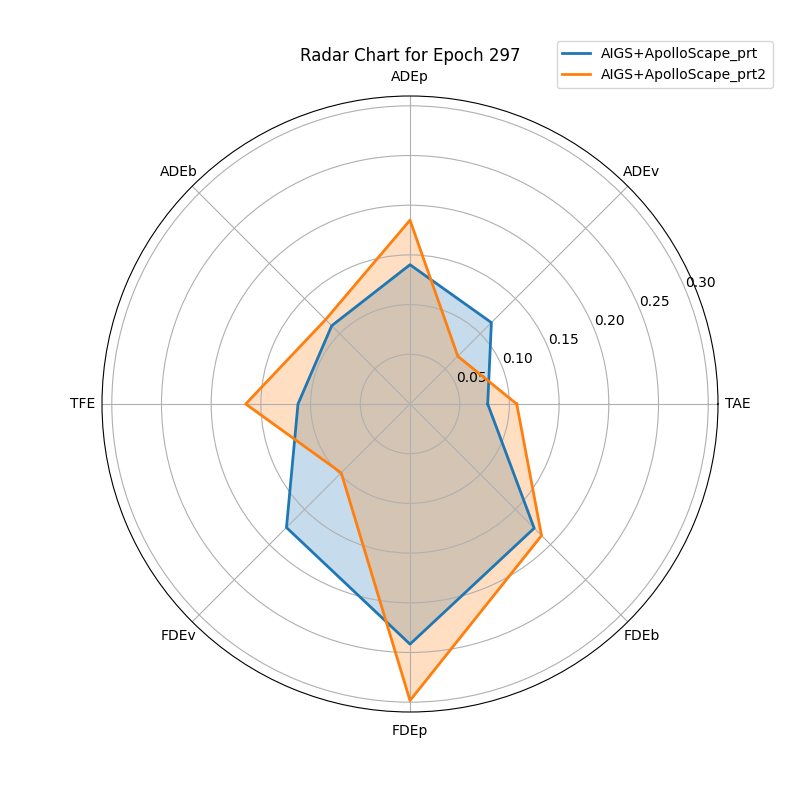 Radar Chart for Epoch 297
AIGS+ApolloScape_prt
AIGS+ApolloScape_prt2
ADEp
ADEb
ADEv
0.30
0.25
0.20
0.15
0.10
0.05
TFE
TAE
FDEv
FDEb
FDEp